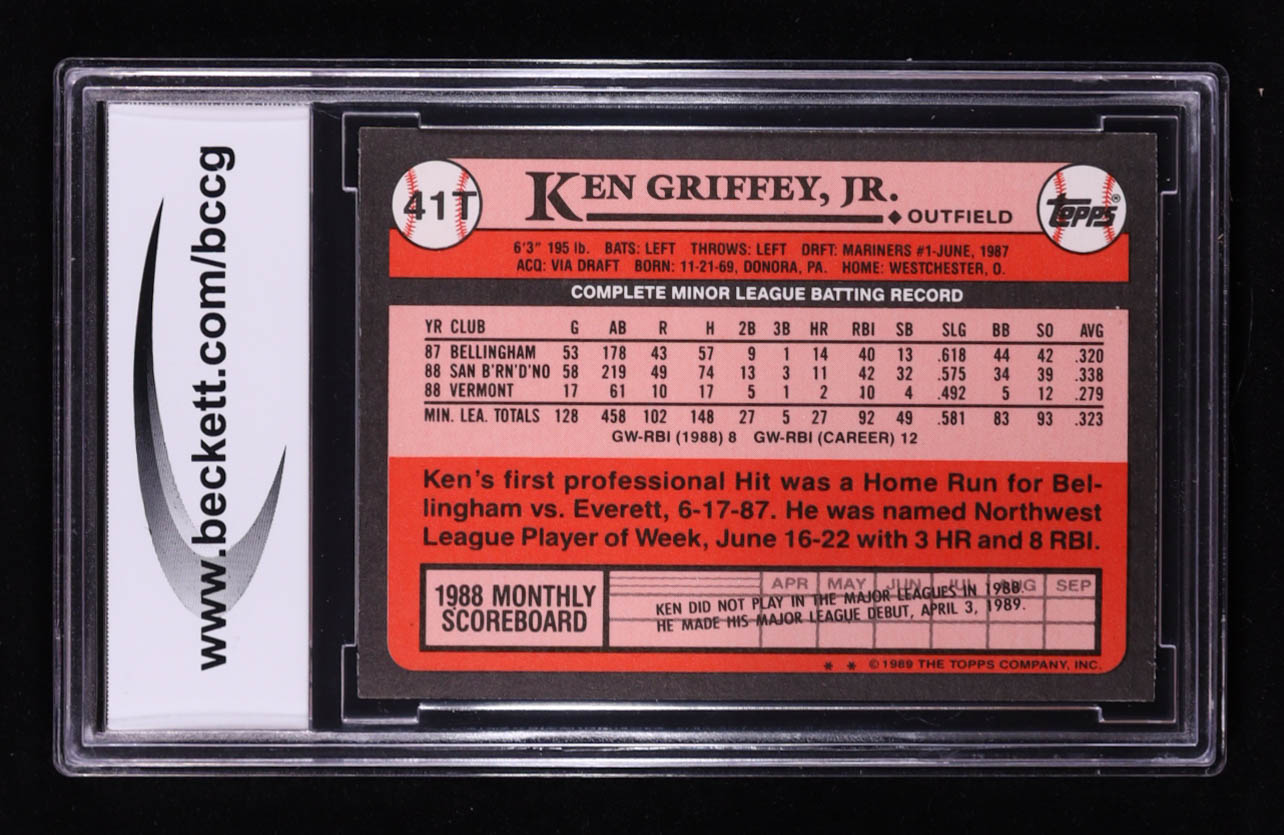 www.beckett.com/bccg
41T
KEN GRIFFEY, JR.
OUTFIELD
Topps®
6'3" 195 lb. BATS: LEFT THROWS: LEFT DRFT: MARINERS #1-JUNE, 1987
ACQ: VIA DRAFT BORN: 11-21-69, DONORA, PA. HOME: WESTCHESTER, O.
COMPLETE MINOR LEAGUE BATTING RECORD
YR CLUB G AB R H 2B 3B HR RBI SB SLG BB SO AVG
87 BELLINGHAM 53 178 43 57 9 1 14 40 13 .618 44 42 .320
88 SAN B'RN'D'NO 58 219 49 74 13 3 11 42 32 .575 34 39 .338
88 VERMONT 17 61 10 17 5 1 2 10 4 .492 5 12 .279
MIN. LEA. TOTALS 128 458 102 148 27 5 27 92 49 .581 83 93 .323
GW-RBI (1988) 8 GW-RBI (CAREER) 12
Ken's first professional Hit was a Home Run for Bel-
lingham vs. Everett, 6-17-87. He was named Northwest
League Player of Week, June 16-22 with 3 HR and 8 RBI.
1988 MONTHLY
SCOREBOARD
APR MAY JUN JUL AUG SEP
KEN DID NOT PLAY IN THE MAJOR LEAGUES IN 1988.
HE MADE HIS MAJOR LEAGUE DEBUT, APRIL 3, 1989.
* * ©1989 THE TOPPS COMPANY, INC.